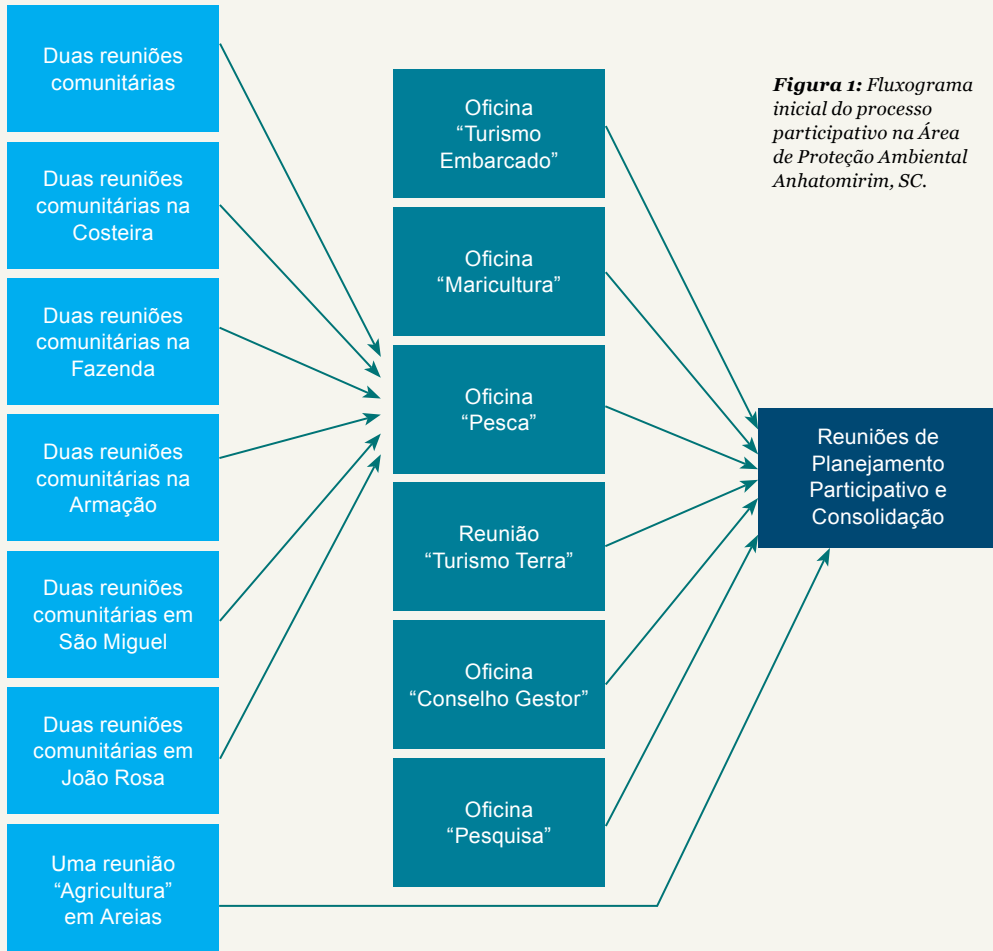 Duas reuniões
comunitárias
Duas reuniões
comunitárias na
Costeira
Duas reuniões
comunitárias na
Fazenda
Duas reuniões
comunitárias na
Armação
Duas reuniões
comunitárias em
São Miguel
Duas reuniões
comunitárias em
João Rosa
Uma reunião
“Agricultura”
em Areias
Oficina
“Turismo
Embarcado”
Oficina
“Maricultura”
Oficina
“Pesca”
Reunião
“Turismo Terra”
Oficina
“Conselho Gestor”
Oficina
“Pesquisa”
Reuniões de
Planejamento
Participativo e
Consolidação
Figura 1: Fluxograma
inicial do processo
participativo na Área
de Proteção Ambiental
Anhatomirim, SC.